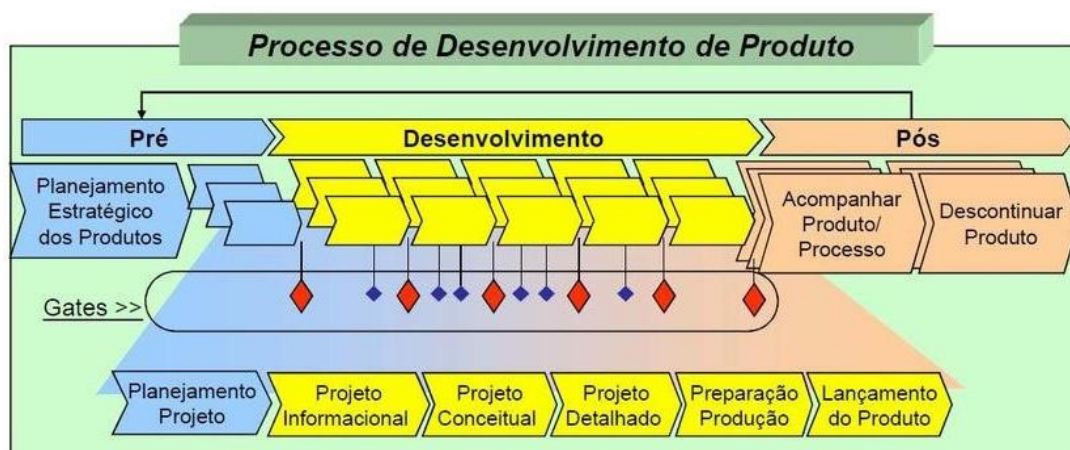 Processo de Desenvolvimento de Produto
Pré
Desenvolvimento
Pós
Planejamento
Estratégico
dos Produtos
Acompanhar
Produto/
Processo
Descontinuar
Produto
Gates >>
Planejamento
Projeto
Projeto
Informacional
Projeto
Conceitual
Projeto
Detalhado
Preparação
Produção
Lançamento
do Produto